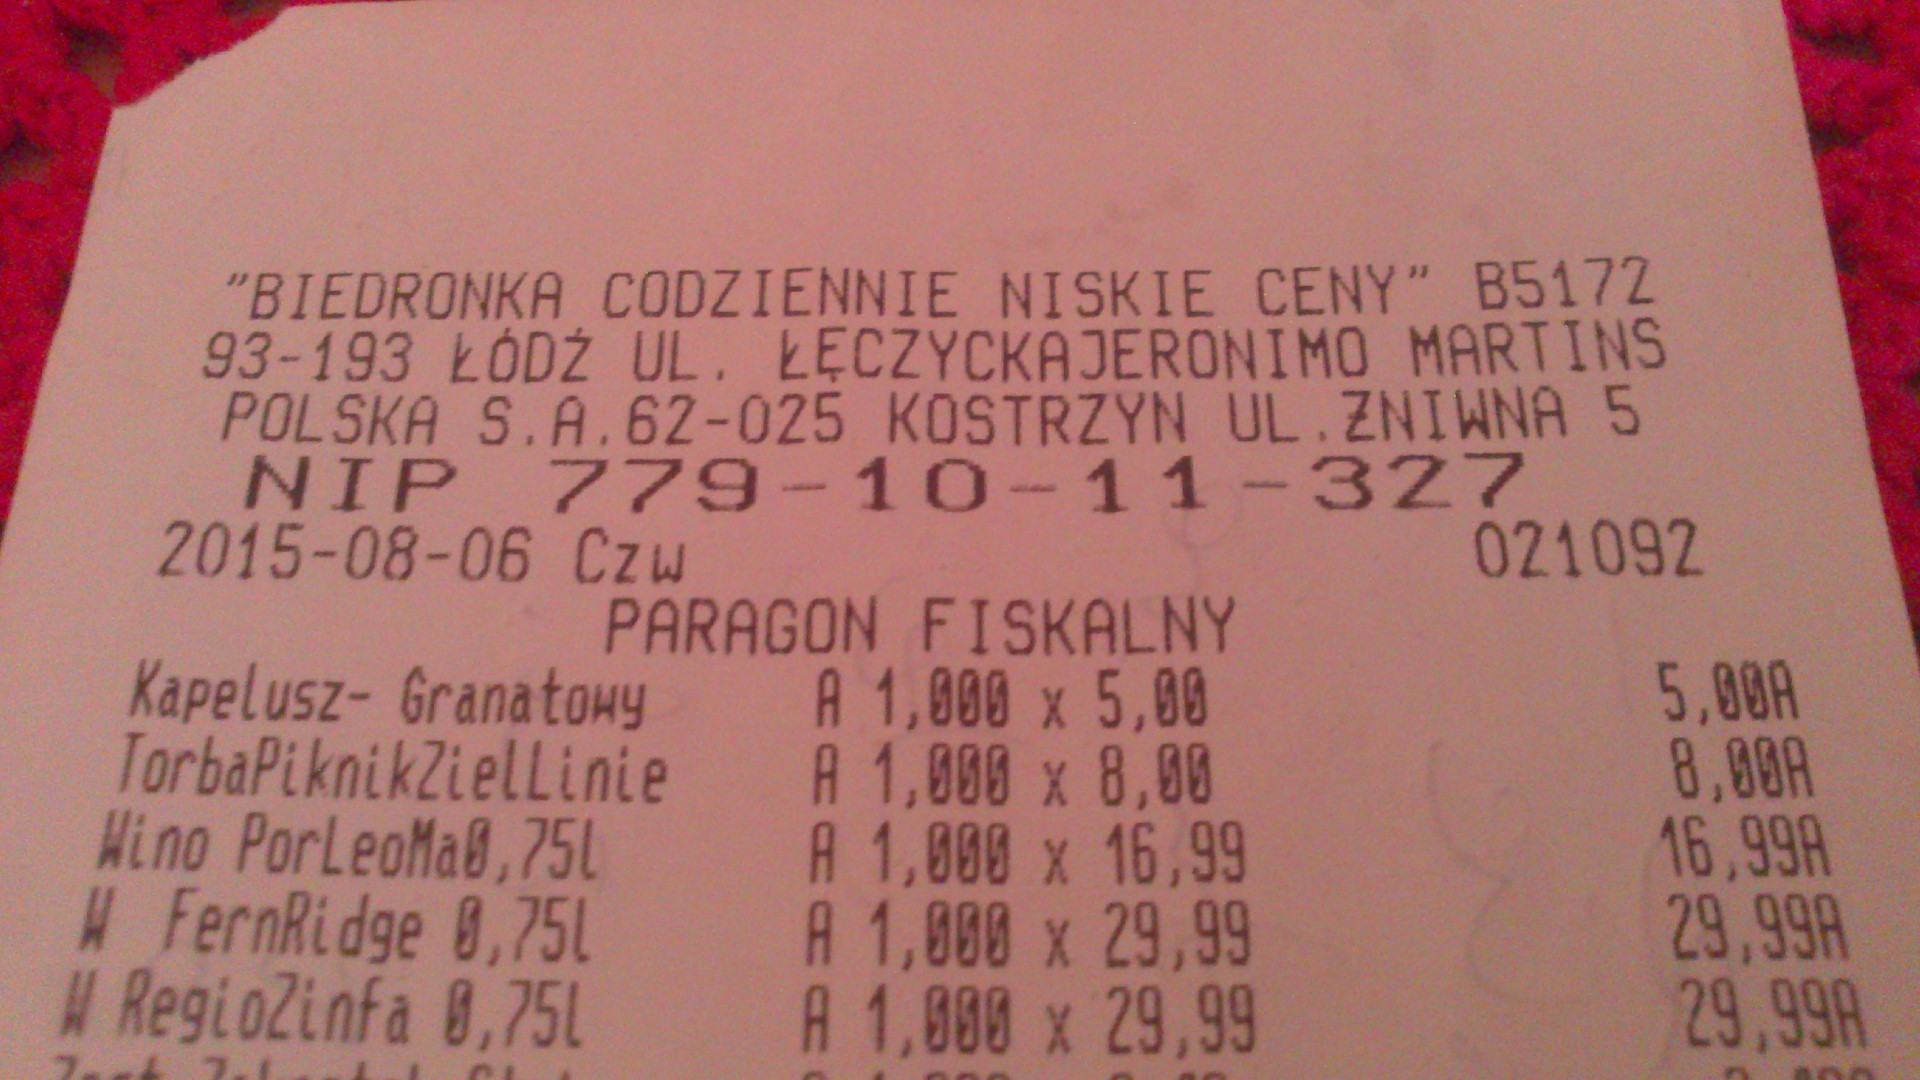 "BIEDRONKA CODZIENNIE NISKIE CENY" B5172
93-193 ŁÓDŹ UL. ŁĘCZYCKAJERONIMO MARTINS
POLSKA S.A.62-025 KOSTRZYN UL.ŻNIWNA 5
NIP 779-10-11-327
2015-08-06 Czw 021092
PARAGON FISKALNY
Kapelusz- Granatowy A 1,000 x 5,00 5,00A
TorbaPiknikZielLinie A 1,000 x 8,00 8,00A
Wino PorLeoMa0,75l A 1,000 x 16,99 16,99A
W FernRidge 0,75l A 1,000 x 29,99 29,99A
W RegioZinfa 0,75l A 1,000 x 29,99 29,99A